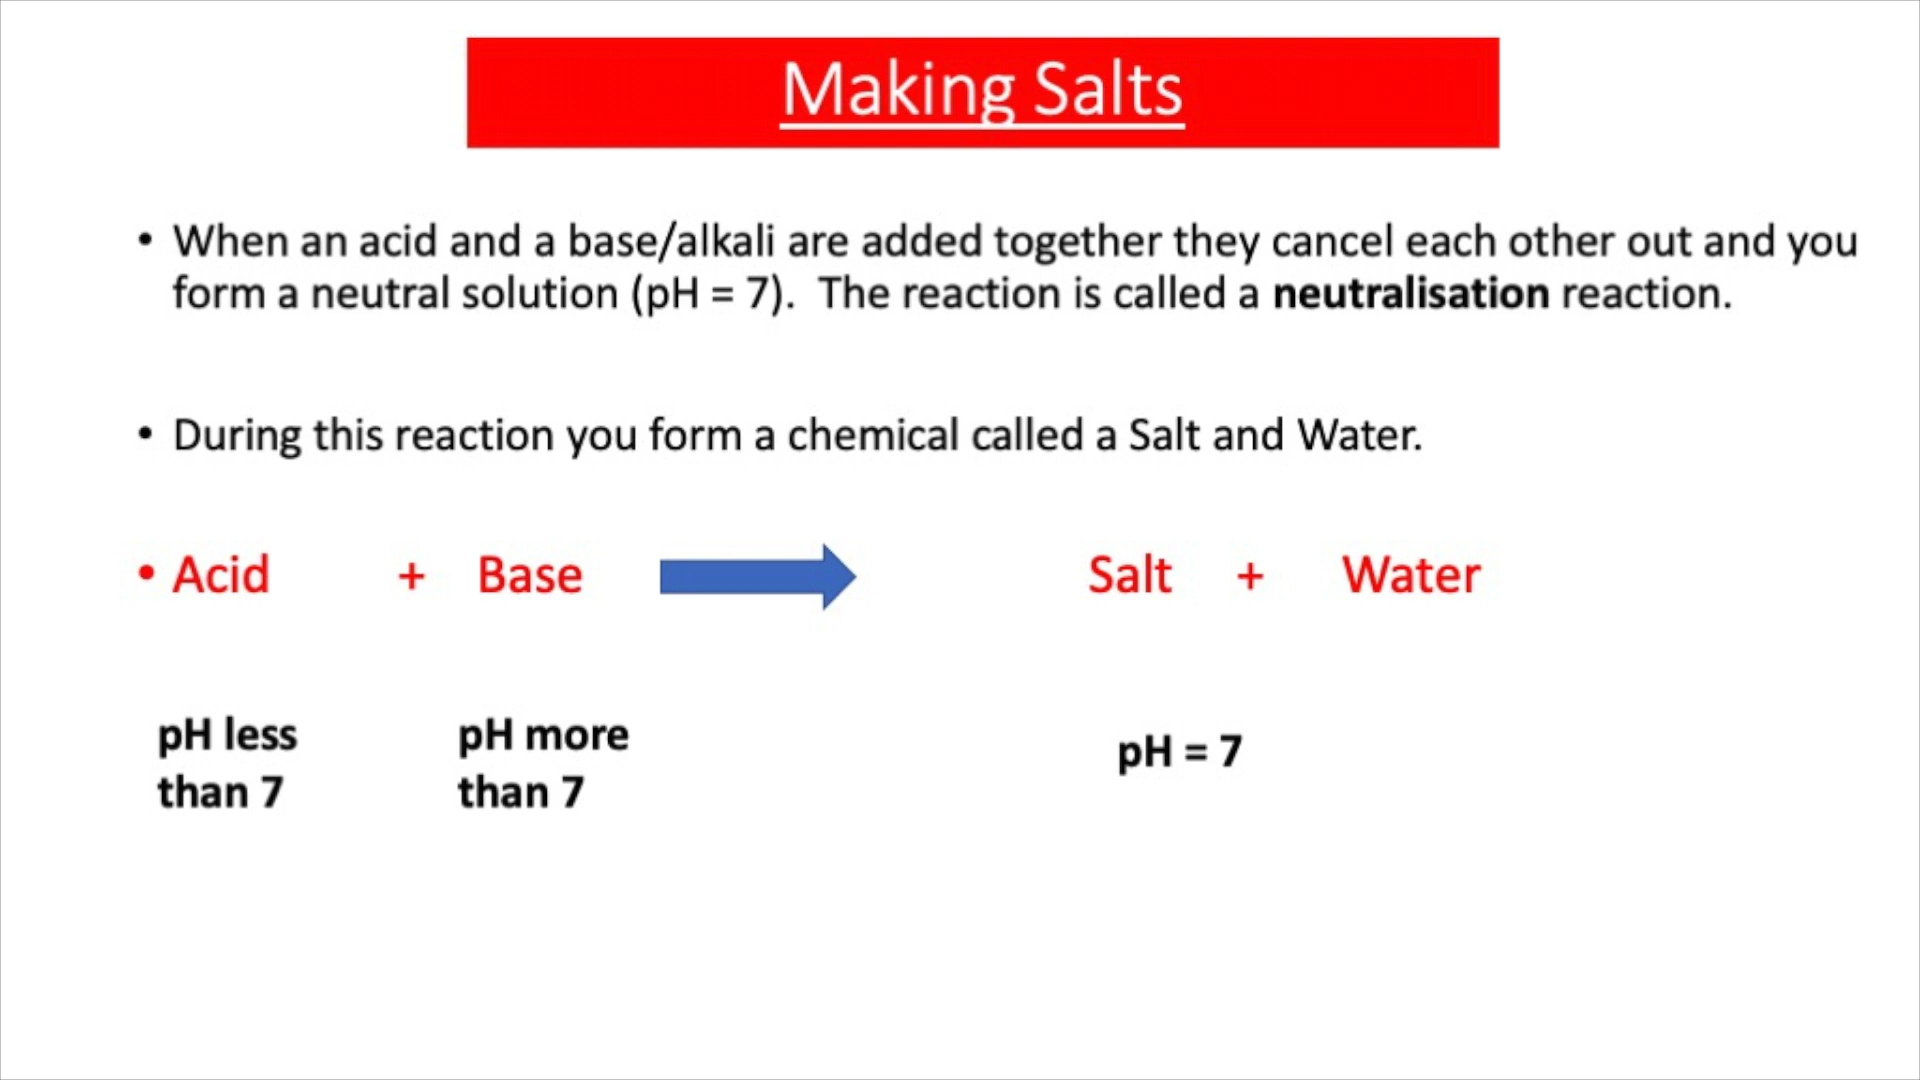 Making Salts
• When an acid and a base/alkali are added together they cancel each other out and you
form a neutral solution (pH = 7).  The reaction is called a neutralisation reaction.
• During this reaction you form a chemical called a Salt and Water.
• Acid + Base Salt + Water
pH less
than 7
pH more
than 7
pH = 7